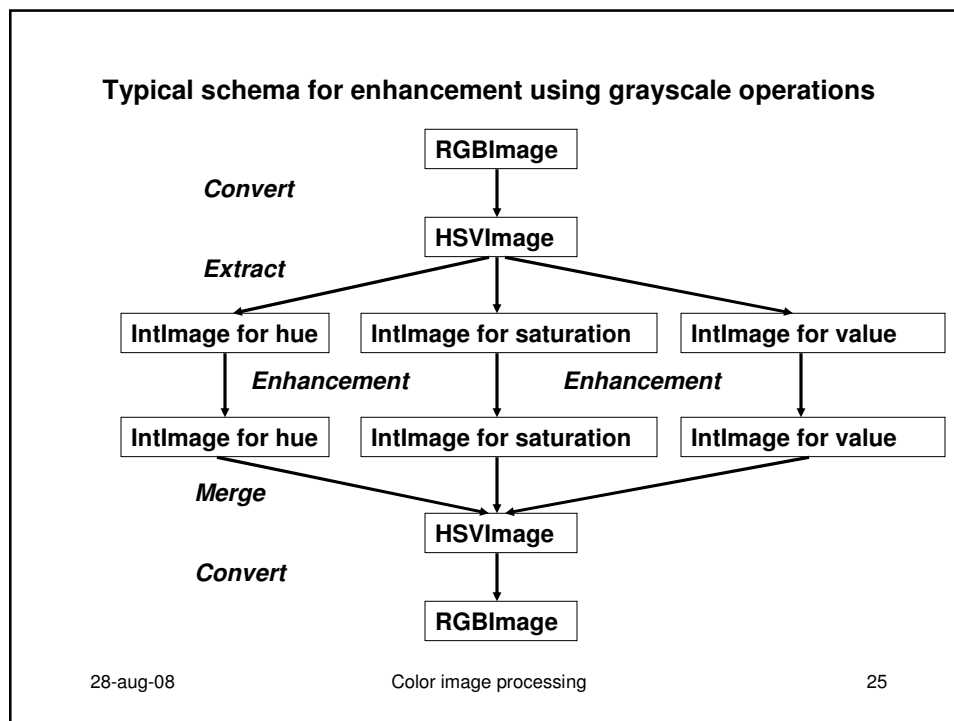 Typical schema for enhancement using grayscale operations
RGBImage
Convert
HSVImage
Extract
IntImage for hue
IntImage for saturation
IntImage for value
Enhancement
Enhancement
IntImage for hue
IntImage for saturation
IntImage for value
Merge
HSVImage
Convert
RGBImage
28-aug-08
Color image processing
25